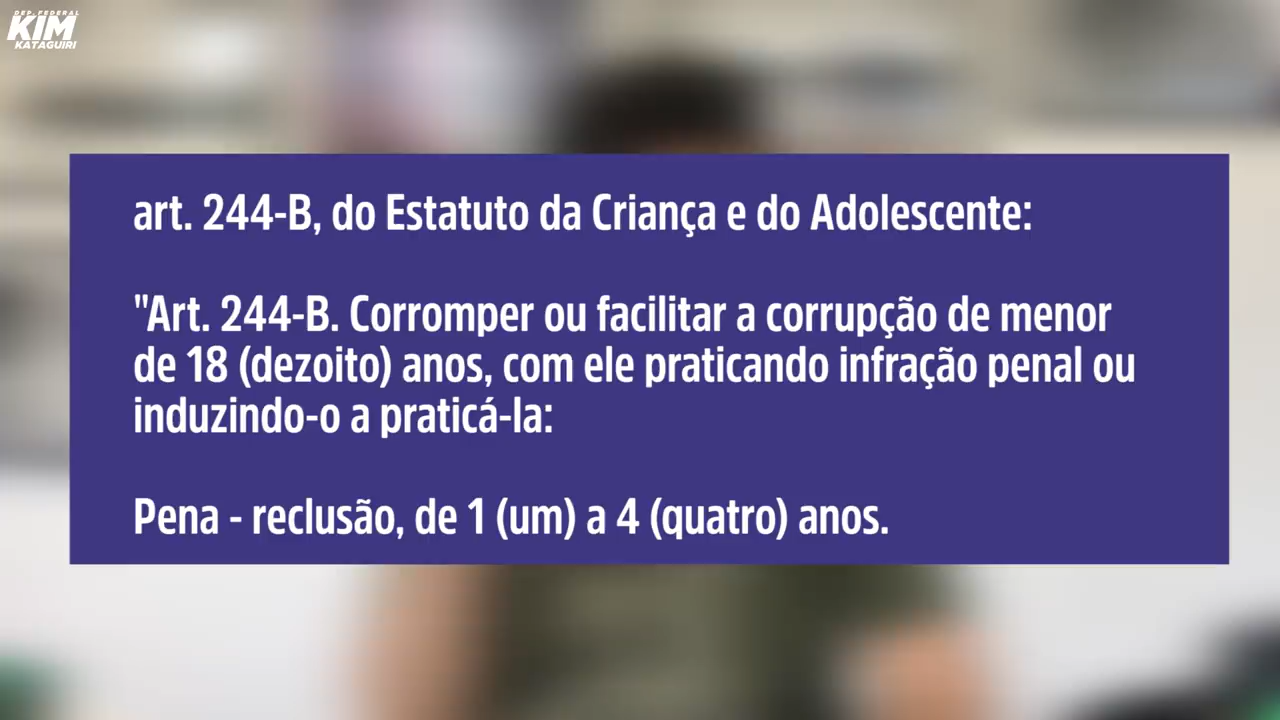 DEP. FEDERAL
KIM
KATAGUIRI
art. 244-B, do Estatuto da Criança e do Adolescente:
"Art. 244-B. Corromper ou facilitar a corrupção de menor
de 18 (dezoito) anos, com ele praticando infração penal ou
induzindo-o a praticá-la:
Pena - reclusão, de 1 (um) a 4 (quatro) anos.